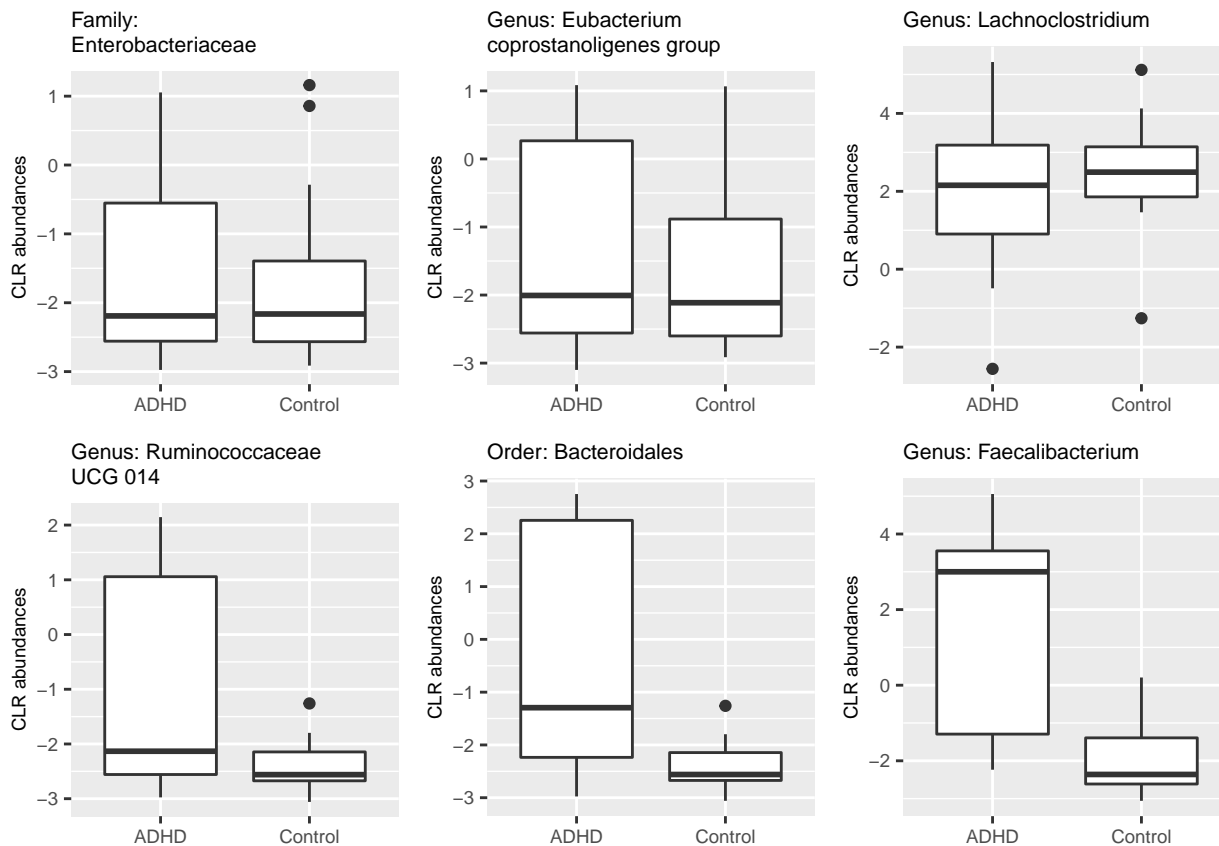 Family:
Enterobacteriaceae
CLR abundances
1
0
−1
−2
−3
ADHD
Control
Genus: Eubacterium
coprostanoligenes group
CLR abundances
1
0
−1
−2
−3
ADHD
Control
Genus: Lachnoclostridium
CLR abundances
4
2
0
−2
ADHD
Control
Genus: Ruminococcaceae
UCG 014
CLR abundances
2
1
0
−1
−2
−3
ADHD
Control
Order: Bacteroidales
CLR abundances
3
2
1
0
−1
−2
−3
ADHD
Control
Genus: Faecalibacterium
CLR abundances
4
2
0
−2
ADHD
Control